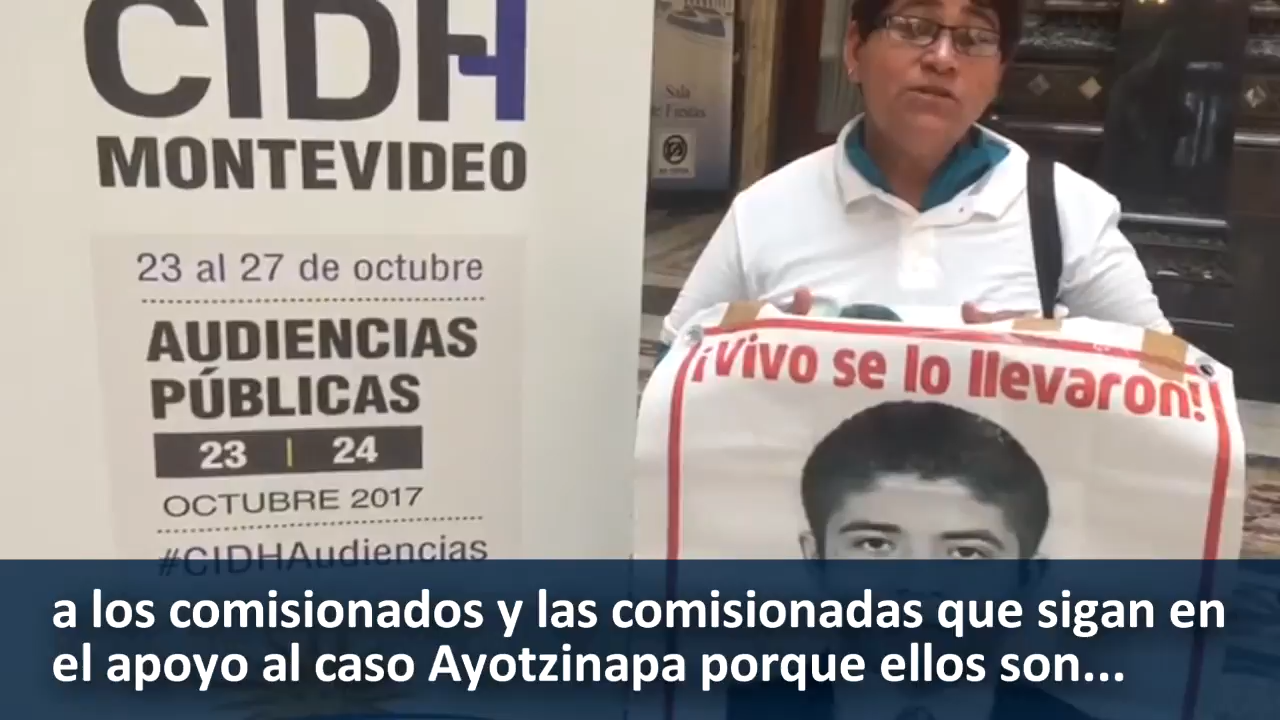 CIDH
MONTEVIDEO
23 al 27 de octubre
AUDIENCIAS
PÚBLICAS
23 | 24
OCTUBRE 2017
#CIDHAudiencias
Sala
de Fiestas
¡Vivo se lo llevaron!
a los comisionados y las comisionadas que sigan en
el apoyo al caso Ayotzinapa porque ellos son...